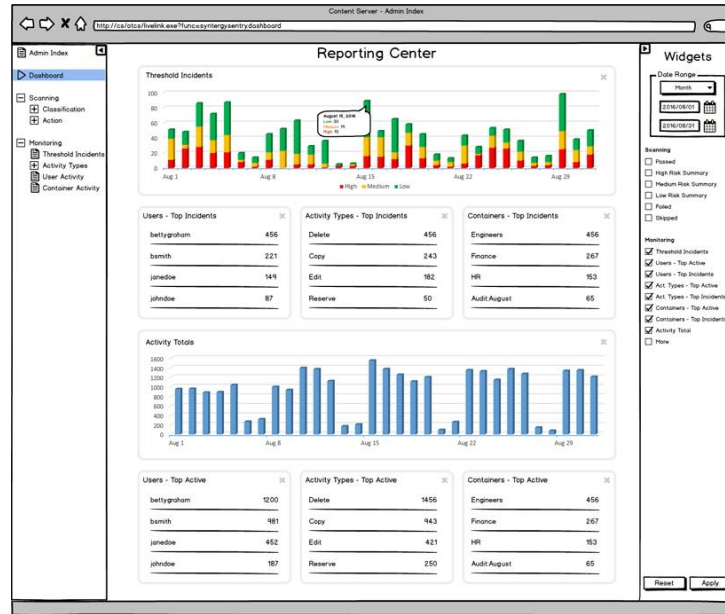 Content Server - Admin Index
http://cs/otcs/livelink.exe?func=syntergysentry.dashboard
Admin Index
Dashboard
Scanning
Classification
Action
Monitoring
Threshold Incidents
Activity Types
User Activity
Container Activity
Reporting Center
Threshold Incidents
100
80
60
40
20
0
August 15, 2016
Medium
High
Aug 1
Aug 8
Aug 15
Aug 22
Aug 29
High
Medium
Low
Users - Top Incidents
bettygraham 456
bsmith 221
janedoe 149
johndoe 87
Activity Types - Top Incidents
Delete 456
Copy 243
Edit 182
Reserve 50
Containers - Top Incidents
Engineers 456
Finance 267
HR 153
Audit August 65
Activity Totals
1600
1400
1200
1000
800
600
400
200
0
Aug 1
Aug 8
Aug 15
Aug 22
Aug 29
Users - Top Active
bettygraham 1200
bsmith 981
janedoe 452
johndoe 187
Activity Types - Top Active
Delete 1456
Copy 943
Edit 421
Reserve 250
Containers - Top Active
Engineers 456
Finance 267
HR 153
Audit August 65
Widgets
Date Range
Month
2016/08/01
2016/08/31
Scanning
Passed
High Risk Summary
Medium Risk Summary
Low Risk Summary
Failed
Skipped
Monitoring
Threshold Incidents
Users - Top Active
Users - Top Incidents
Act. Types - Top Active
Act. Types - Top Incidents
Containers - Top Active
Containers - Top Incidents
Activity Total
More
Reset
Apply